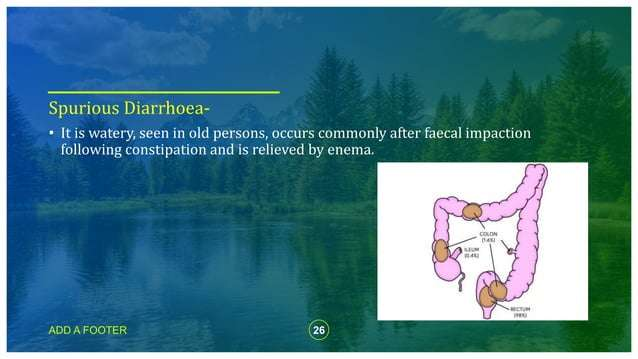 Spurious Diarrhoea-
• It is watery, seen in old persons, occurs commonly after faecal impaction
following constipation and is relieved by enema.
COLON
(1.4%)
ILEUM
(0.4%)
RECTUM
(98%)
ADD A FOOTER
26